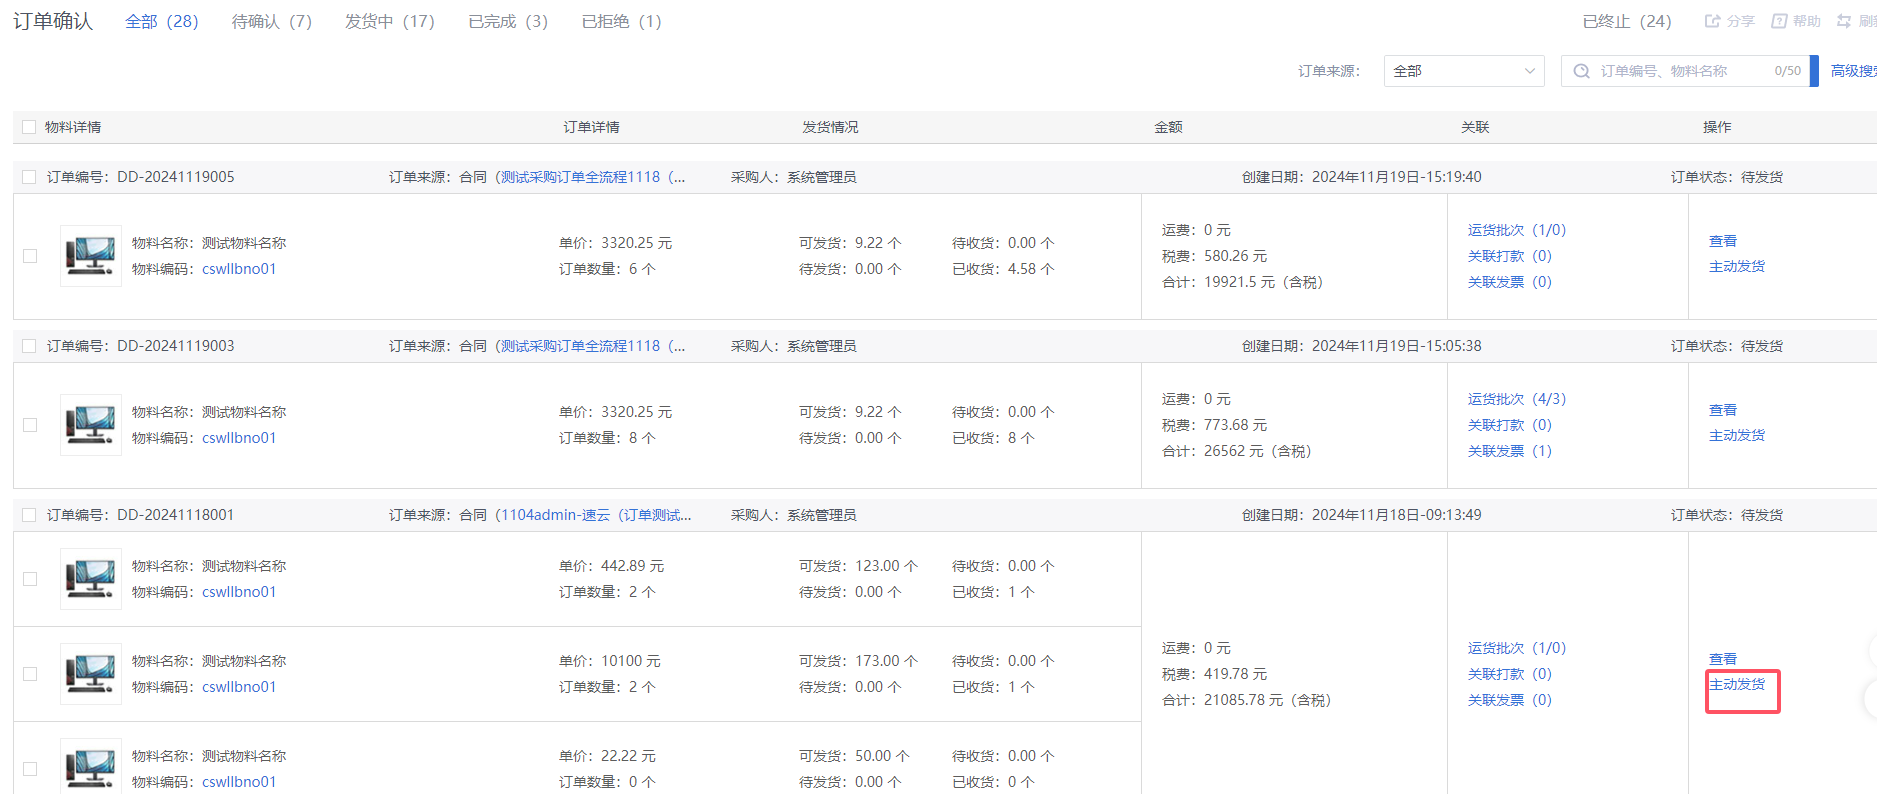 订单确认 全部（28） 待确认（7） 发货中（17） 已完成（3） 已拒绝（1） 已终止（24） 分享 帮助
订单来源： 全部 订单编号、物料名称 0/50 高级搜
物料详情 订单详情 发货情况 金额 关联 操作
订单编号：DD-20241119005 订单来源：合同（测试采购订单全流程1118（... 采购人：系统管理员 创建日期：2024年11月19日-15:19:40 订单状态：待发货
物料名称：测试物料名称 单价：3320.25 元 可发货：9.22 个 待收货：0.00 个
物料编码：cswllbno01 订单数量：6 个 待发货：0.00 个 已收货：4.58 个
运费：0 元 运货批次（1/0） 查看
税费：580.26 元 关联打款（0） 主动发货
合计：19921.5 元（含税） 关联发票（0）
订单编号：DD-20241119003 订单来源：合同（测试采购订单全流程1118（... 采购人：系统管理员 创建日期：2024年11月19日-15:05:38 订单状态：待发货
物料名称：测试物料名称 单价：3320.25 元 可发货：9.22 个 待收货：0.00 个
物料编码：cswllbno01 订单数量：8 个 待发货：0.00 个 已收货：8 个
运费：0 元 运货批次（4/3） 查看
税费：773.68 元 关联打款（0） 主动发货
合计：26562 元（含税） 关联发票（1）
订单编号：DD-20241118001 订单来源：合同（1104admin-速云（订单测试... 采购人：系统管理员 创建日期：2024年11月18日-09:13:49 订单状态：待发货
物料名称：测试物料名称 单价：442.89 元 可发货：123.00 个 待收货：0.00 个
物料编码：cswllbno01 订单数量：2 个 待发货：0.00 个 已收货：1 个
物料名称：测试物料名称 单价：10100 元 可发货：173.00 个 待收货：0.00 个
物料编码：cswllbno01 订单数量：2 个 待发货：0.00 个 已收货：1 个
运费：0 元 运货批次（1/0） 查看
税费：419.78 元 关联打款（0） 主动发货
合计：21085.78 元（含税） 关联发票（0）
物料名称：测试物料名称 单价：22.22 元 可发货：50.00 个 待收货：0.00 个
物料编码：cswllbno01 订单数量：0 个 待发货：0.00 个 已收货：0 个